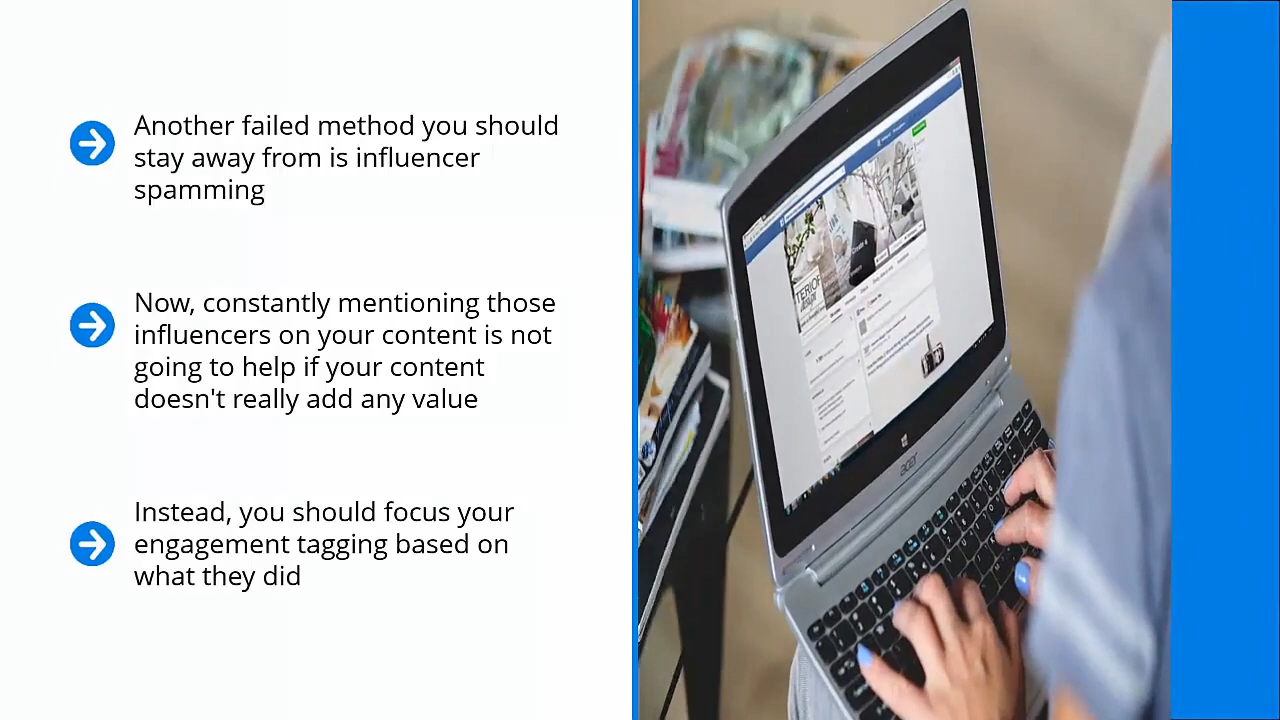 Another failed method you should
stay away from is influencer
spamming
Now, constantly mentioning those
influencers on your content is not
going to help if your content
doesn't really add any value
Instead, you should focus your
engagement tagging based on
what they did
acer